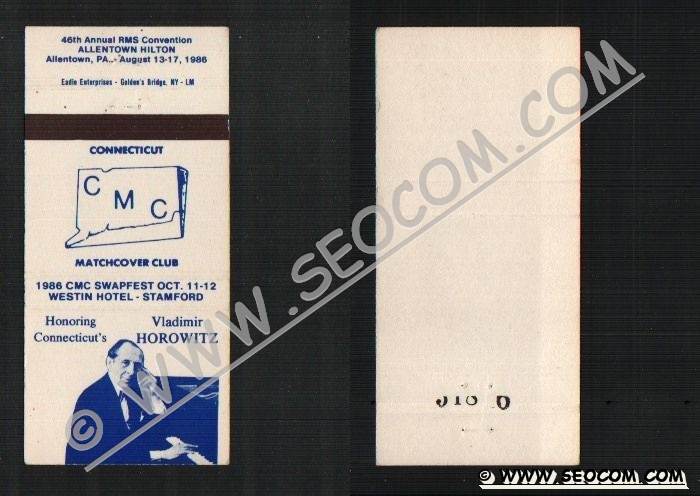 46th Annual RMS Convention
ALLENTOWN HILTON
Allentown, PA. - August 13-17, 1986
Eadie Enterprises - Golden's Bridge, NY - LM
CONNECTICUT
C M C
MATCHCOVER CLUB
1986 CMC SWAPFEST OCT. 11-12
WESTIN HOTEL - STAMFORD
Honoring Vladimir
Connecticut's HOROWITZ
© WWW.SEOCOM.COM
© WWW.SEOCOM.COM